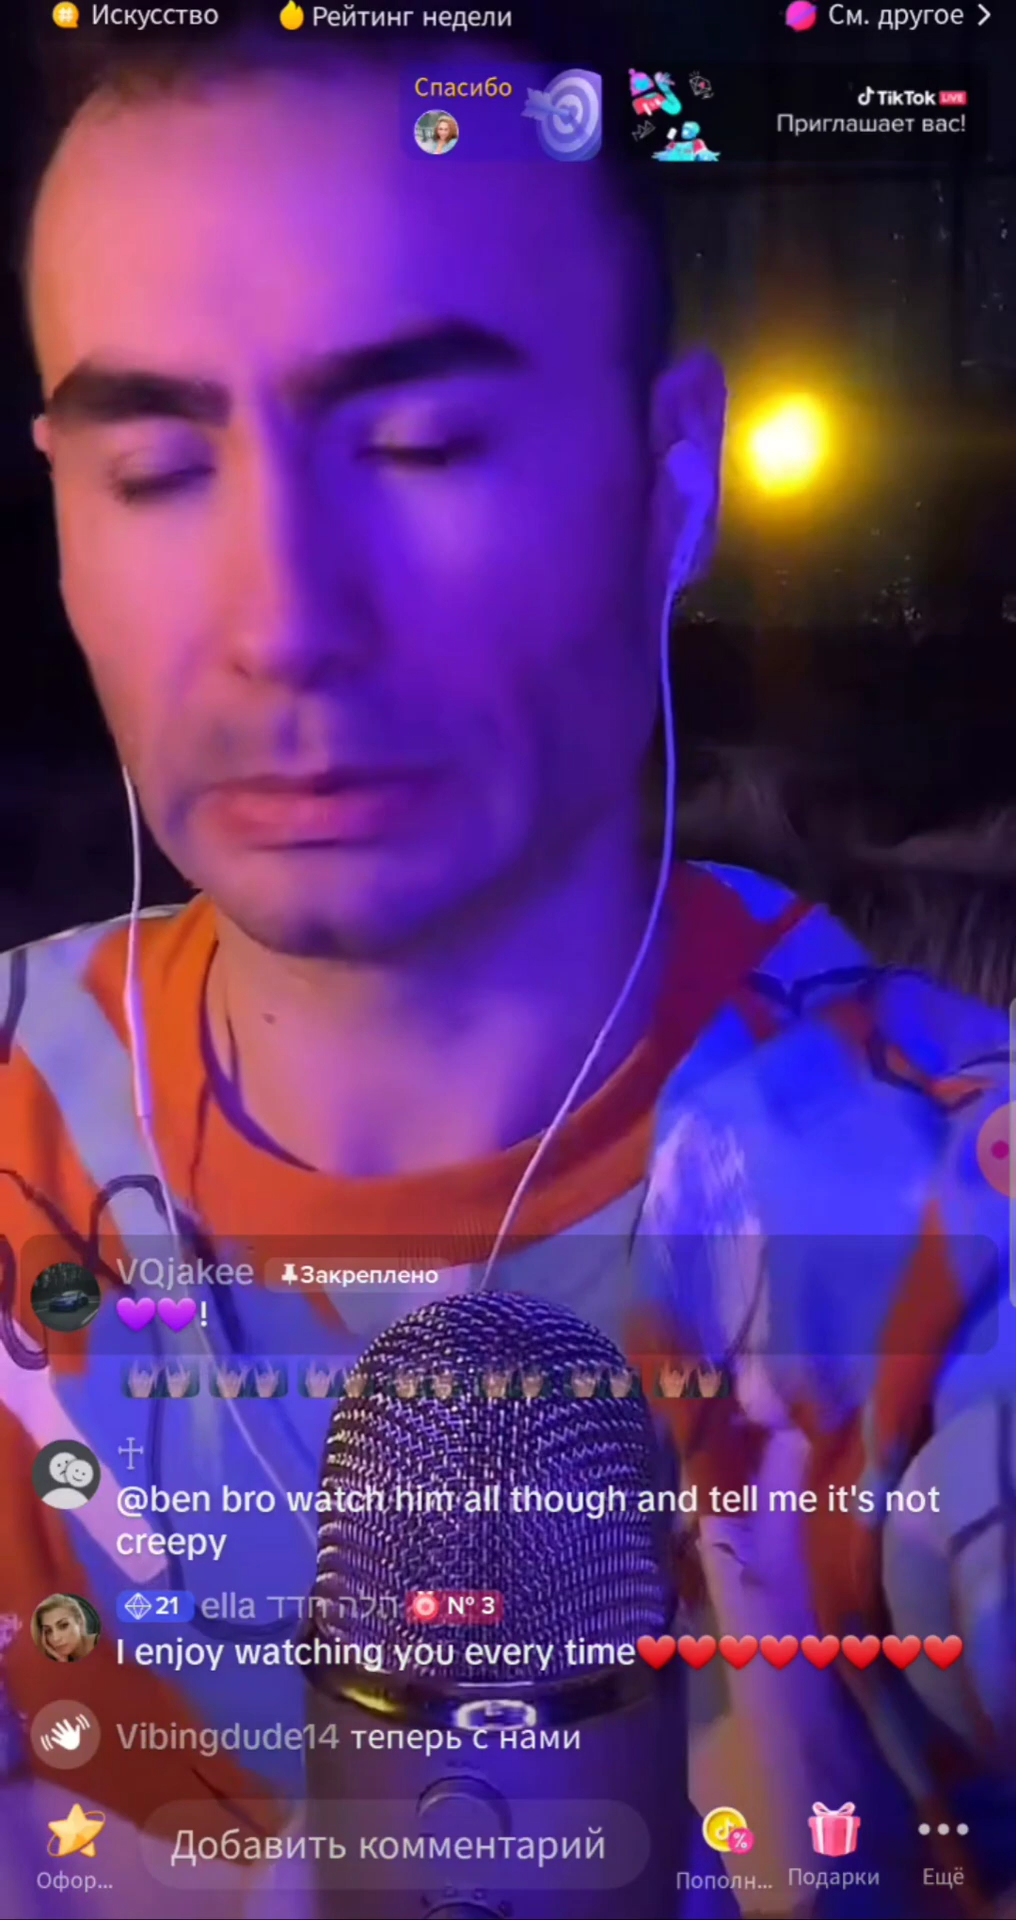 Искусство
Рейтинг недели
См. другое
Спасибо
TikTok LIVE
Приглашает вас!
VQjakee Закреплено
💜💜!
☩
@ben bro watch him all though and tell me it's not
creepy
21 ella הלה חדד Nº 3
I enjoy watching you every time❤️❤️❤️❤️❤️❤️❤️❤️
Vibingdude14 теперь с нами
Добавить комментарий
Офор...
Пополн...
Подарки
Ещё